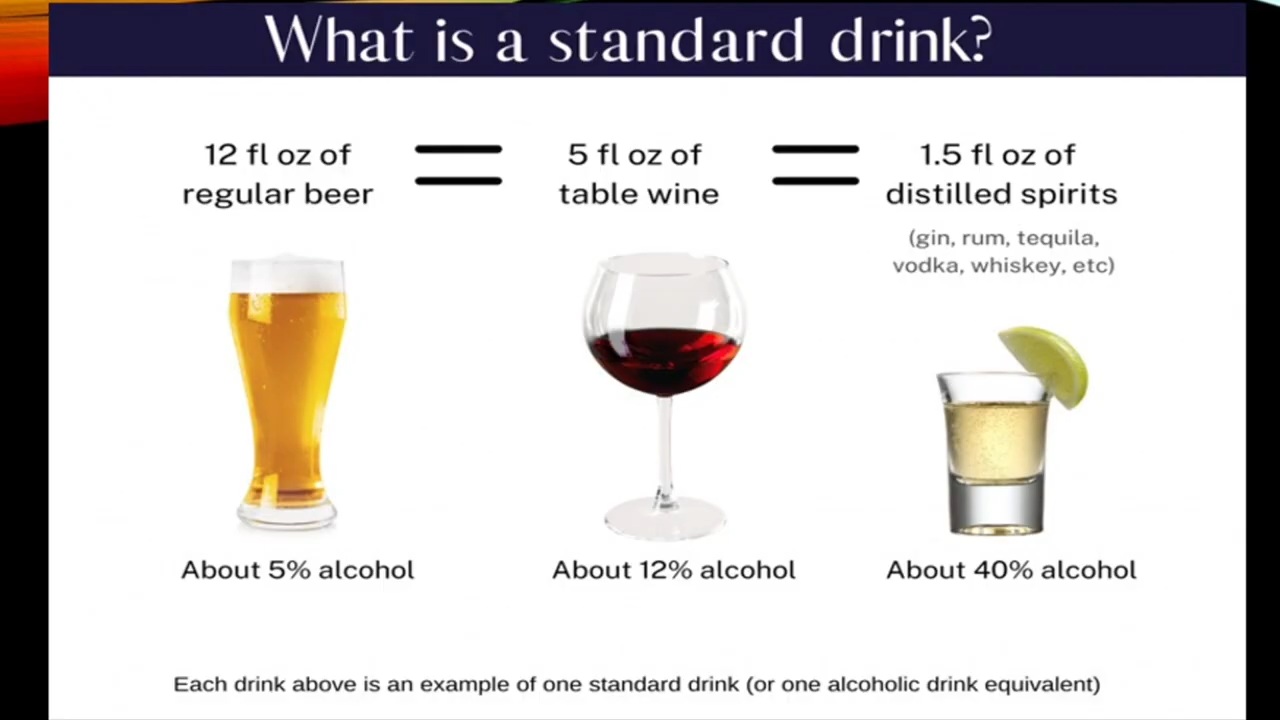 What is a standard drink?
12 fl oz of
regular beer
5 fl oz of
table wine
1.5 fl oz of
distilled spirits
(gin, rum, tequila,
vodka, whiskey, etc)
About 5% alcohol
About 12% alcohol
About 40% alcohol
Each drink above is an example of one standard drink (or one alcoholic drink equivalent)